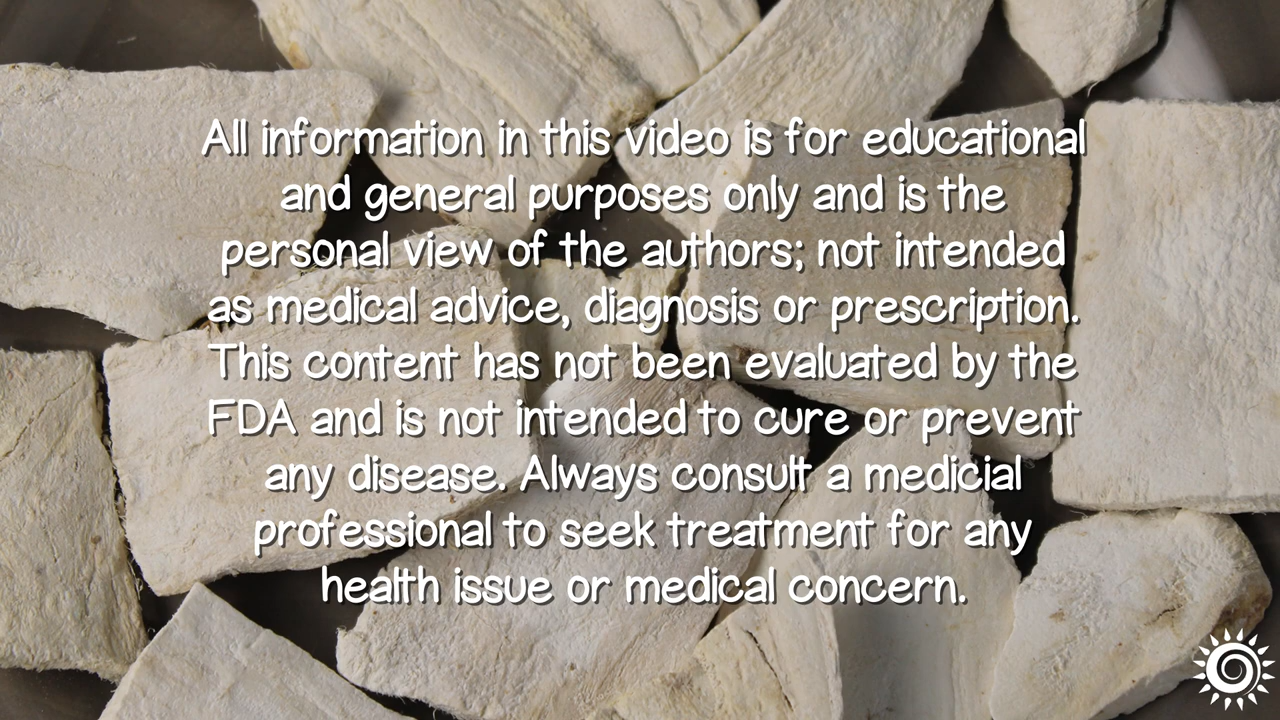 All information in this video is for educational
and general purposes only and is the
personal view of the authors; not intended
as medical advice, diagnosis or prescription.
This content has not been evaluated by the
FDA and is not intended to cure or prevent
any disease. Always consult a medicial
professional to seek treatment for any
health issue or medical concern.